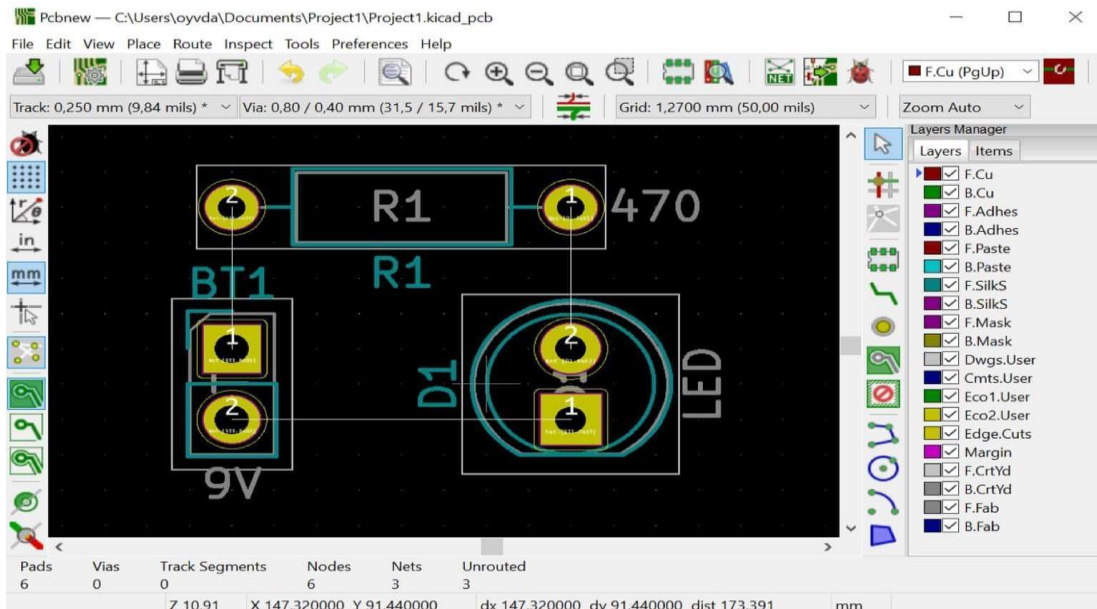 Pcbnew — C:\Users\oyvda\Documents\Project1\Project1.kicad_pcb
File Edit View Place Route Inspect Tools Preferences Help
NET
F.Cu (PgUp)
Track: 0,250 mm (9,84 mils) * Via: 0,80 / 0,40 mm (31,5 / 15,7 mils) * Grid: 1,2700 mm (50,00 mils) Zoom Auto
Layers Manager
Layers Items
in
mm
2
R1
1
470
BT1
R1
1
2
9V
D1
2
1
LED
F.Cu
B.Cu
F.Adhes
B.Adhes
F.Paste
B.Paste
F.SilkS
B.SilkS
F.Mask
B.Mask
Dwgs.User
Cmts.User
Eco1.User
Eco2.User
Edge.Cuts
Margin
F.CrtYd
B.CrtYd
F.Fab
B.Fab
Pads Vias Track Segments Nodes Nets Unrouted
6 0 0 6 3 3
Z 10.91 X 147.320000 Y 91.440000 dx 147.320000 dy 91.440000 dist 173.391 mm